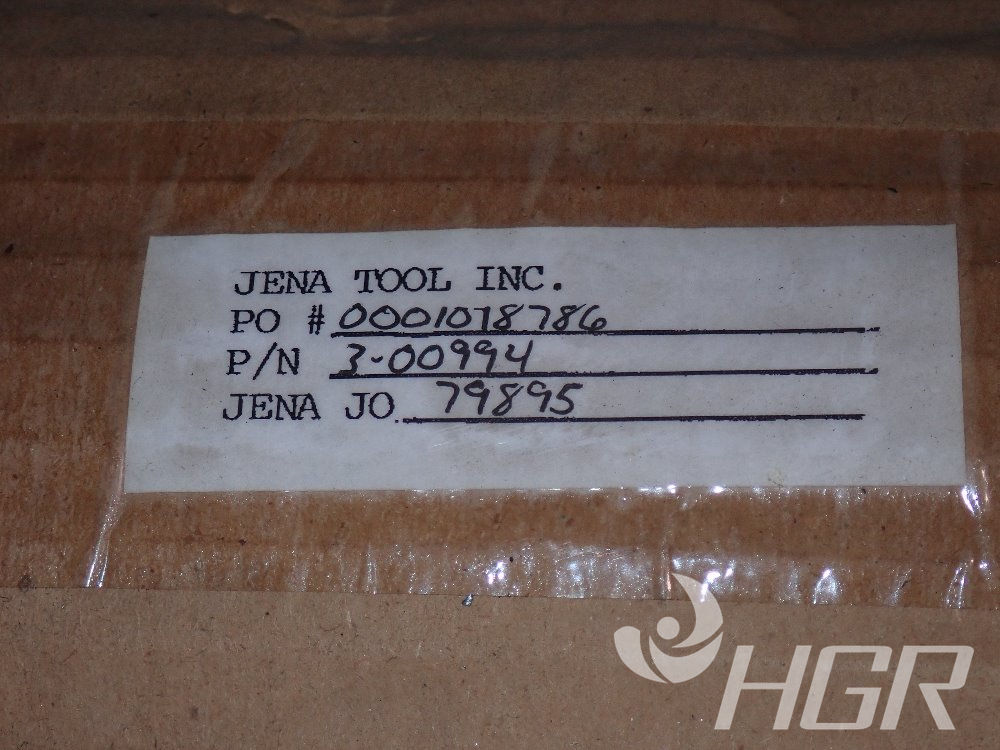 JENA TOOL INC.
PO # 0001018786
P/N 3-00994
JENA JO 79895
HGR